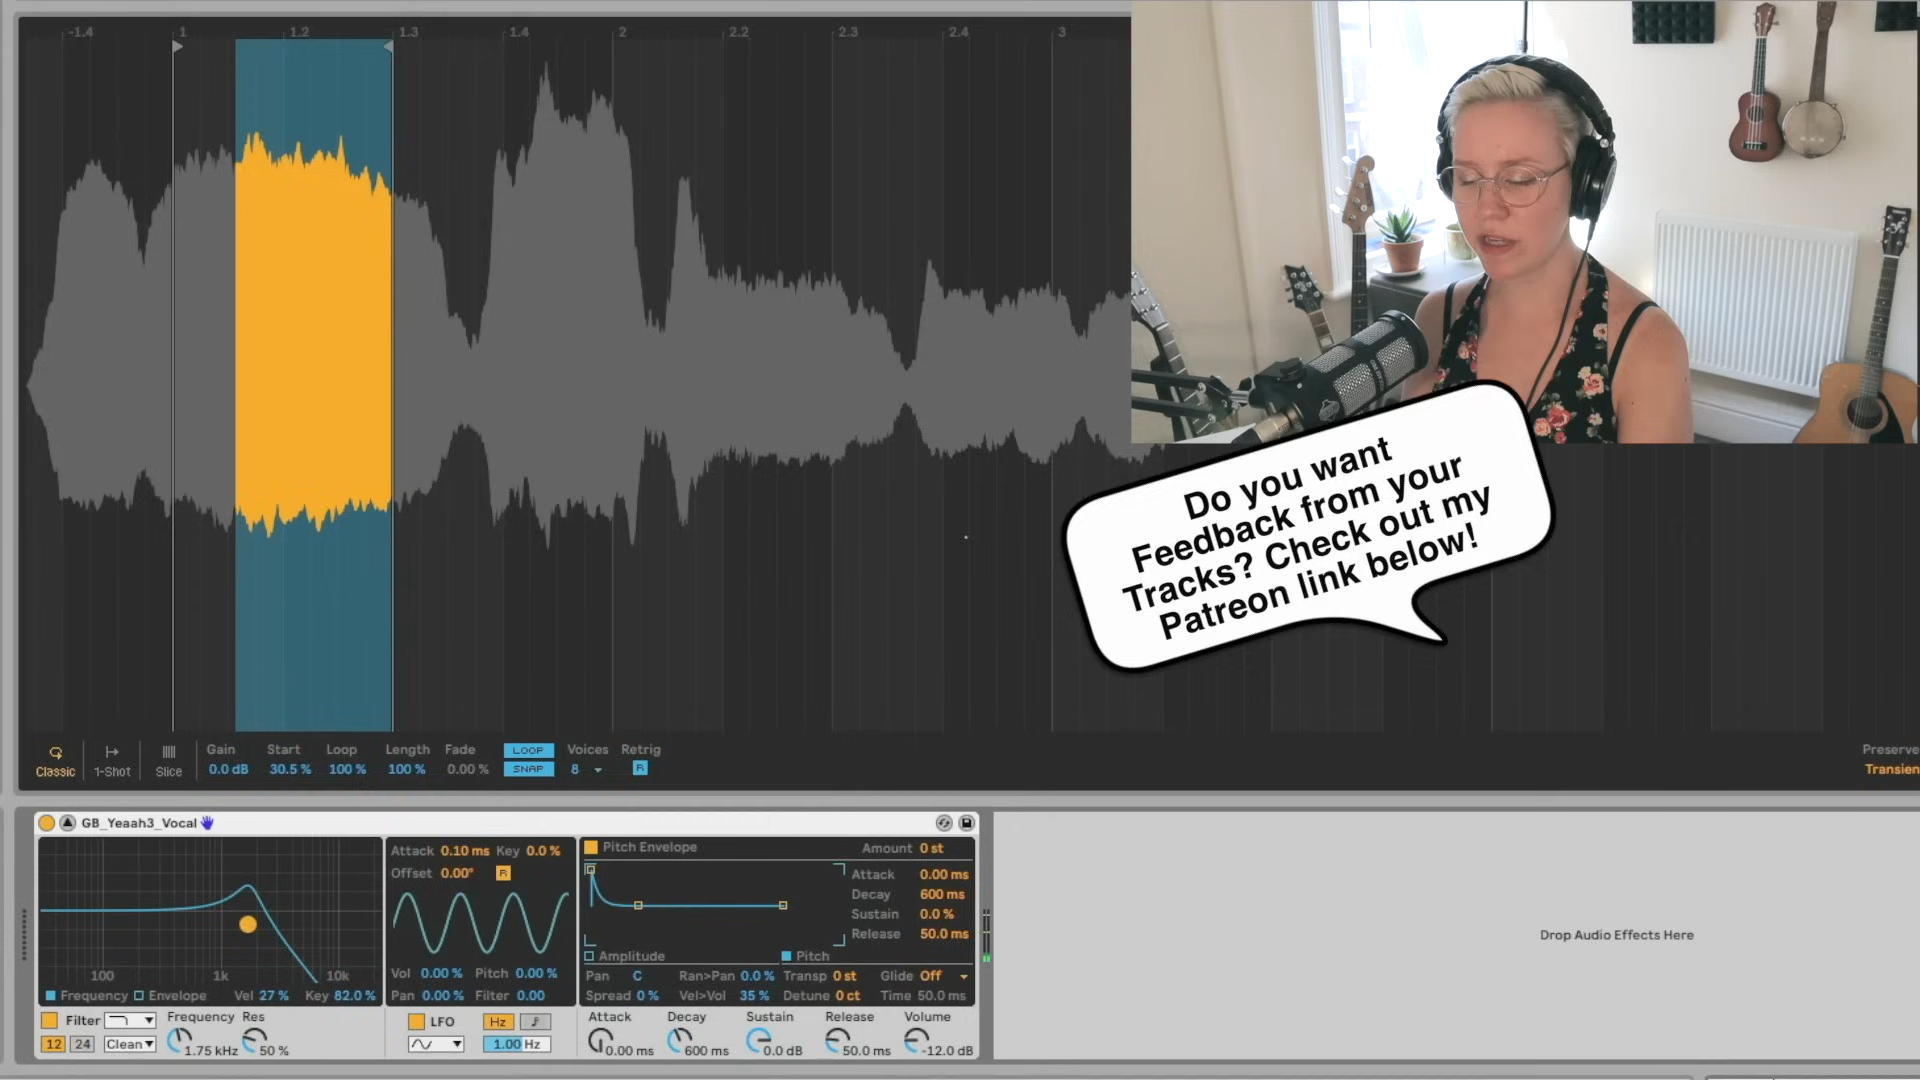 -1.4 1 1.2 1.3 1.4 2 2.2 2.3 2.4 3
Do you want
Feedback from your
Tracks? Check out my
Patreon link below!
Classic 1-Shot Slice
Gain Start Loop Length Fade LOOP Voices Retrig
0.0 dB 30.5 % 100 % 100 % 0.00 % SNAP 8 R
Preserve
Transien
GB_Yeaah3_Vocal
100 1k 10k
Frequency Envelope Vel 27 % Key 82.0 %
Filter Frequency Res
12 24 Clean 1.75 kHz 50 %
Attack 0.10 ms Key 0.0 %
Offset 0.00° R
Vol 0.00 % Pitch 0.00 %
Pan 0.00 % Filter 0.00
LFO Hz
1.00 Hz
Pitch Envelope Amount 0 st
Attack 0.00 ms
Decay 600 ms
Sustain 0.0 %
Release 50.0 ms
Amplitude Pitch
Pan C Ran>Pan 0.0 % Transp 0 st Glide Off
Spread 0 % Vel>Vol 35 % Detune 0 ct Time 50.0 ms
Attack Decay Sustain Release Volume
0.00 ms 600 ms 0.0 dB 50.0 ms -12.0 dB
Drop Audio Effects Here